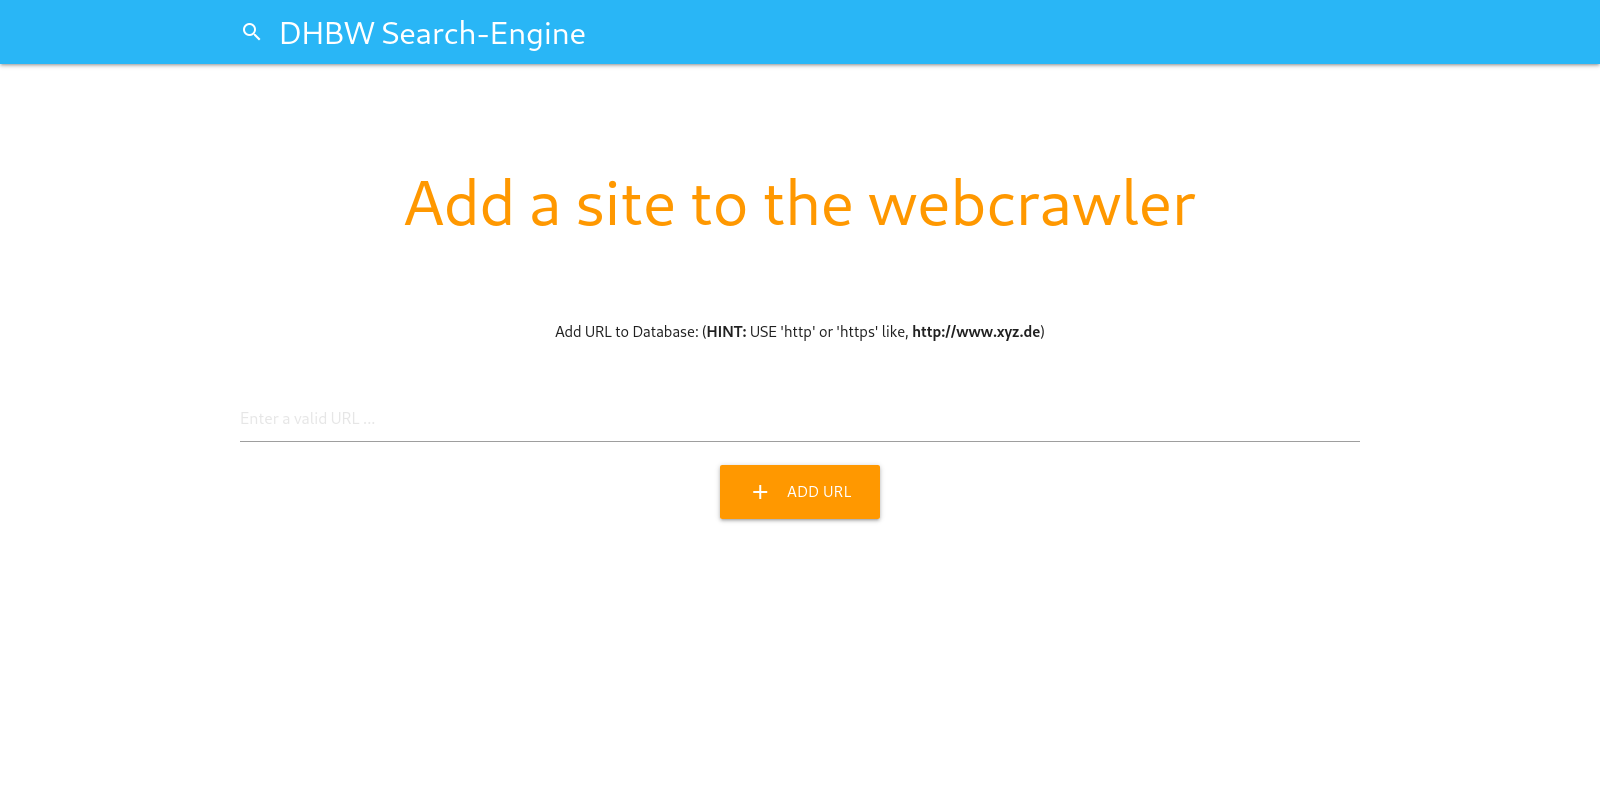 DHBW Search-Engine
Add a site to the webcrawler
Add URL to Database: (HINT: USE 'http' or 'https' like, http://www.xyz.de)
Enter a valid URL ...
ADD URL